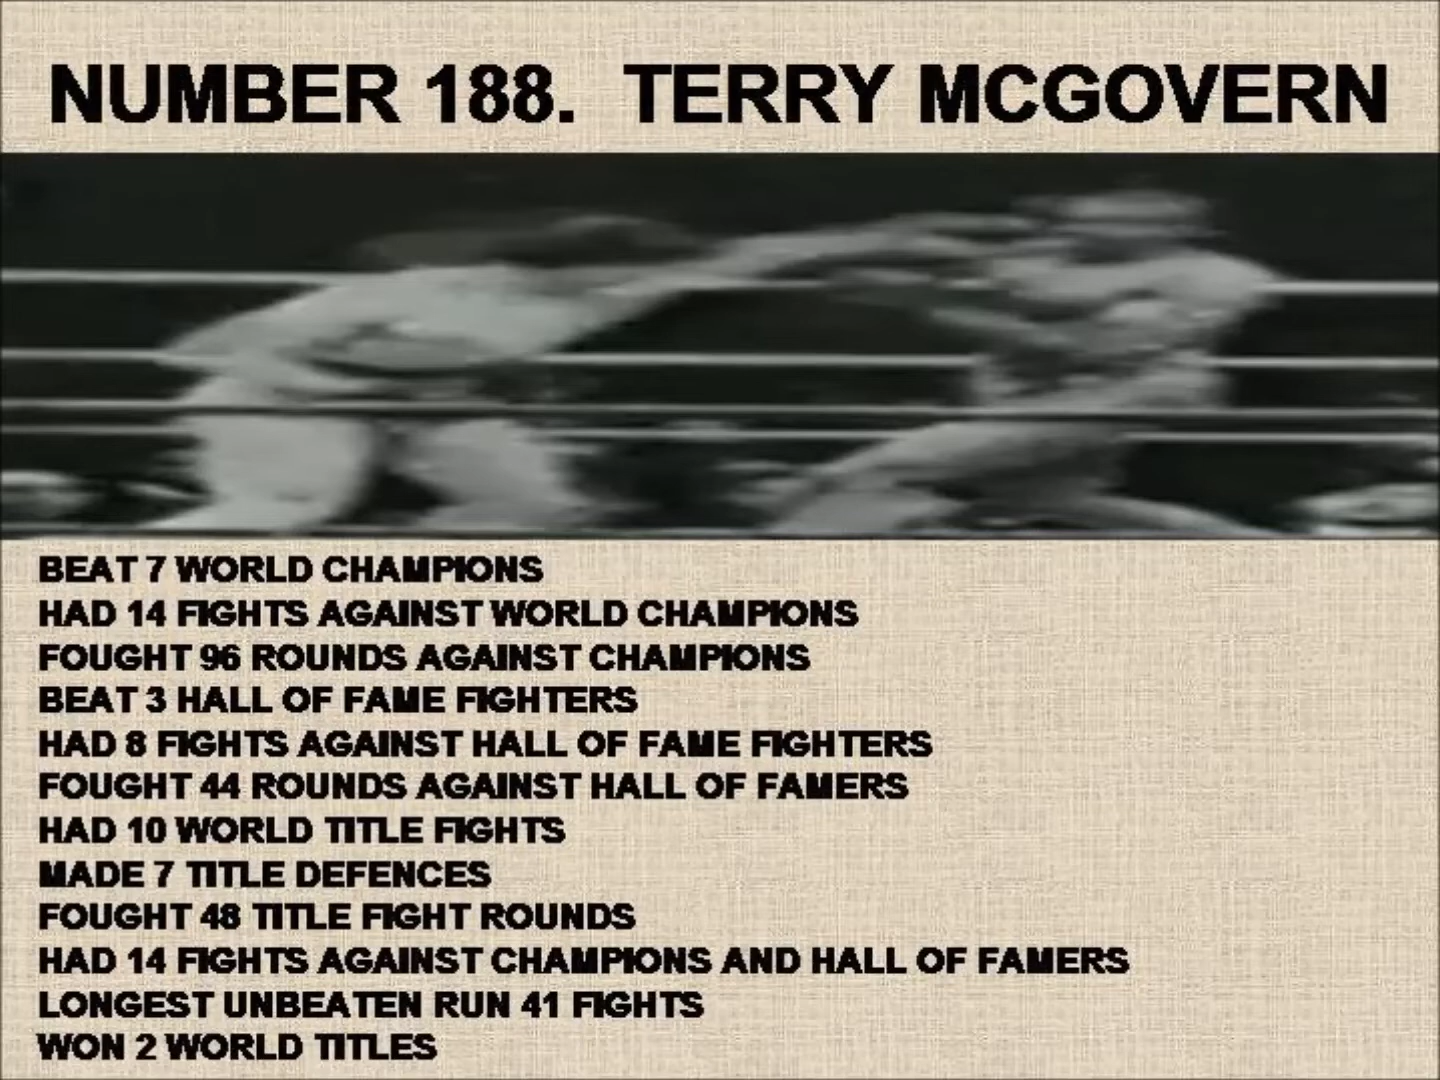 NUMBER 188. TERRY MCGOVERN
BEAT 7 WORLD CHAMPIONS
HAD 14 FIGHTS AGAINST WORLD CHAMPIONS
FOUGHT 96 ROUNDS AGAINST CHAMPIONS
BEAT 3 HALL OF FAME FIGHTERS
HAD 8 FIGHTS AGAINST HALL OF FAME FIGHTERS
FOUGHT 44 ROUNDS AGAINST HALL OF FAMERS
HAD 10 WORLD TITLE FIGHTS
MADE 7 TITLE DEFENCES
FOUGHT 48 TITLE FIGHT ROUNDS
HAD 14 FIGHTS AGAINST CHAMPIONS AND HALL OF FAMERS
LONGEST UNBEATEN RUN 41 FIGHTS
WON 2 WORLD TITLES